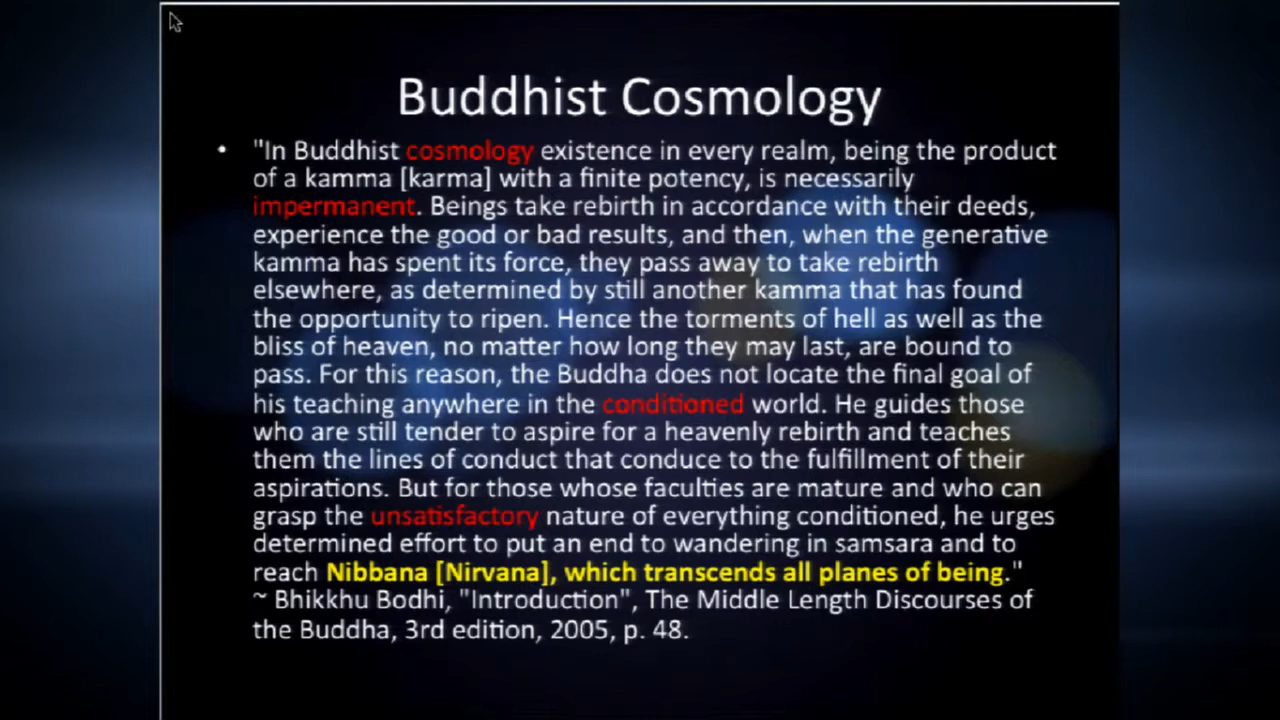 Buddhist Cosmology
• "In Buddhist cosmology existence in every realm, being the product
of a kamma [karma] with a finite potency, is necessarily
impermanent. Beings take rebirth in accordance with their deeds,
experience the good or bad results, and then, when the generative
kamma has spent its force, they pass away to take rebirth
elsewhere, as determined by still another kamma that has found
the opportunity to ripen. Hence the torments of hell as well as the
bliss of heaven, no matter how long they may last, are bound to
pass. For this reason, the Buddha does not locate the final goal of
his teaching anywhere in the conditioned world. He guides those
who are still tender to aspire for a heavenly rebirth and teaches
them the lines of conduct that conduce to the fulfillment of their
aspirations. But for those whose faculties are mature and who can
grasp the unsatisfactory nature of everything conditioned, he urges
determined effort to put an end to wandering in samsara and to
reach Nibbana [Nirvana], which transcends all planes of being."
~ Bhikkhu Bodhi, "Introduction", The Middle Length Discourses of
the Buddha, 3rd edition, 2005, p. 48.